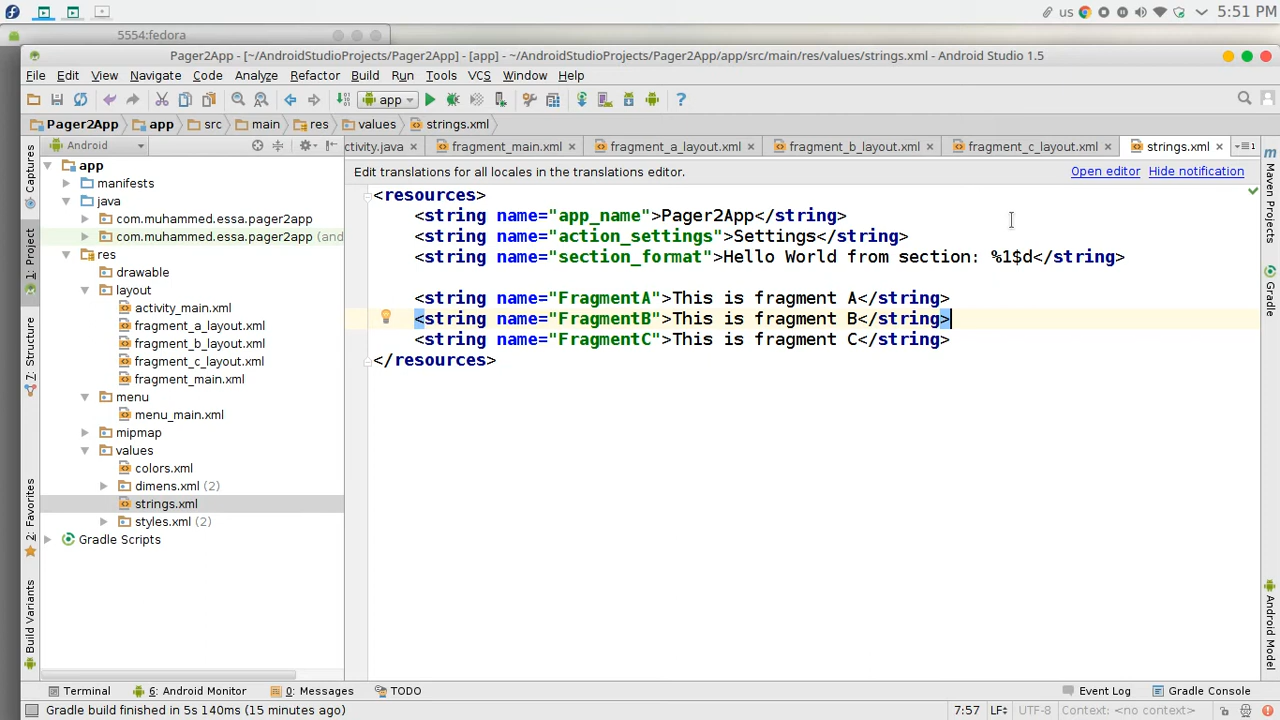 us 5:51 PM
5554:fedora
Pager2App - [~/AndroidStudioProjects/Pager2App] - [app] - ~/AndroidStudioProjects/Pager2App/app/src/main/res/values/strings.xml - Android Studio 1.5
File Edit View Navigate Code Analyze Refactor Build Run Tools VCS Window Help
app
Pager2App app src main res values strings.xml
Android ctivity.java fragment_main.xml fragment_a_layout.xml fragment_b_layout.xml fragment_c_layout.xml strings.xml
Edit translations for all locales in the translations editor. Open editor Hide notification
app
manifests
java
com.muhammed.essa.pager2app
com.muhammed.essa.pager2app (and
res
drawable
layout
activity_main.xml
fragment_a_layout.xml
fragment_b_layout.xml
fragment_c_layout.xml
fragment_main.xml
menu
menu_main.xml
mipmap
values
colors.xml
dimens.xml (2)
strings.xml
styles.xml (2)
Gradle Scripts
<resources>
<string name="app_name">Pager2App</string>
<string name="action_settings">Settings</string>
<string name="section_format">Hello World from section: %1$d</string>
<string name="FragmentA">This is fragment A</string>
<string name="FragmentB">This is fragment B</string>
<string name="FragmentC">This is fragment C</string>
</resources>
Captures
1: Project
7: Structure
2: Favorites
Build Variants
Maven Projects
Gradle
Android Model
Terminal 6: Android Monitor 0: Messages TODO Event Log Gradle Console
Gradle build finished in 5s 140ms (15 minutes ago) 7:57 LF÷ UTF-8 Context: <no context>